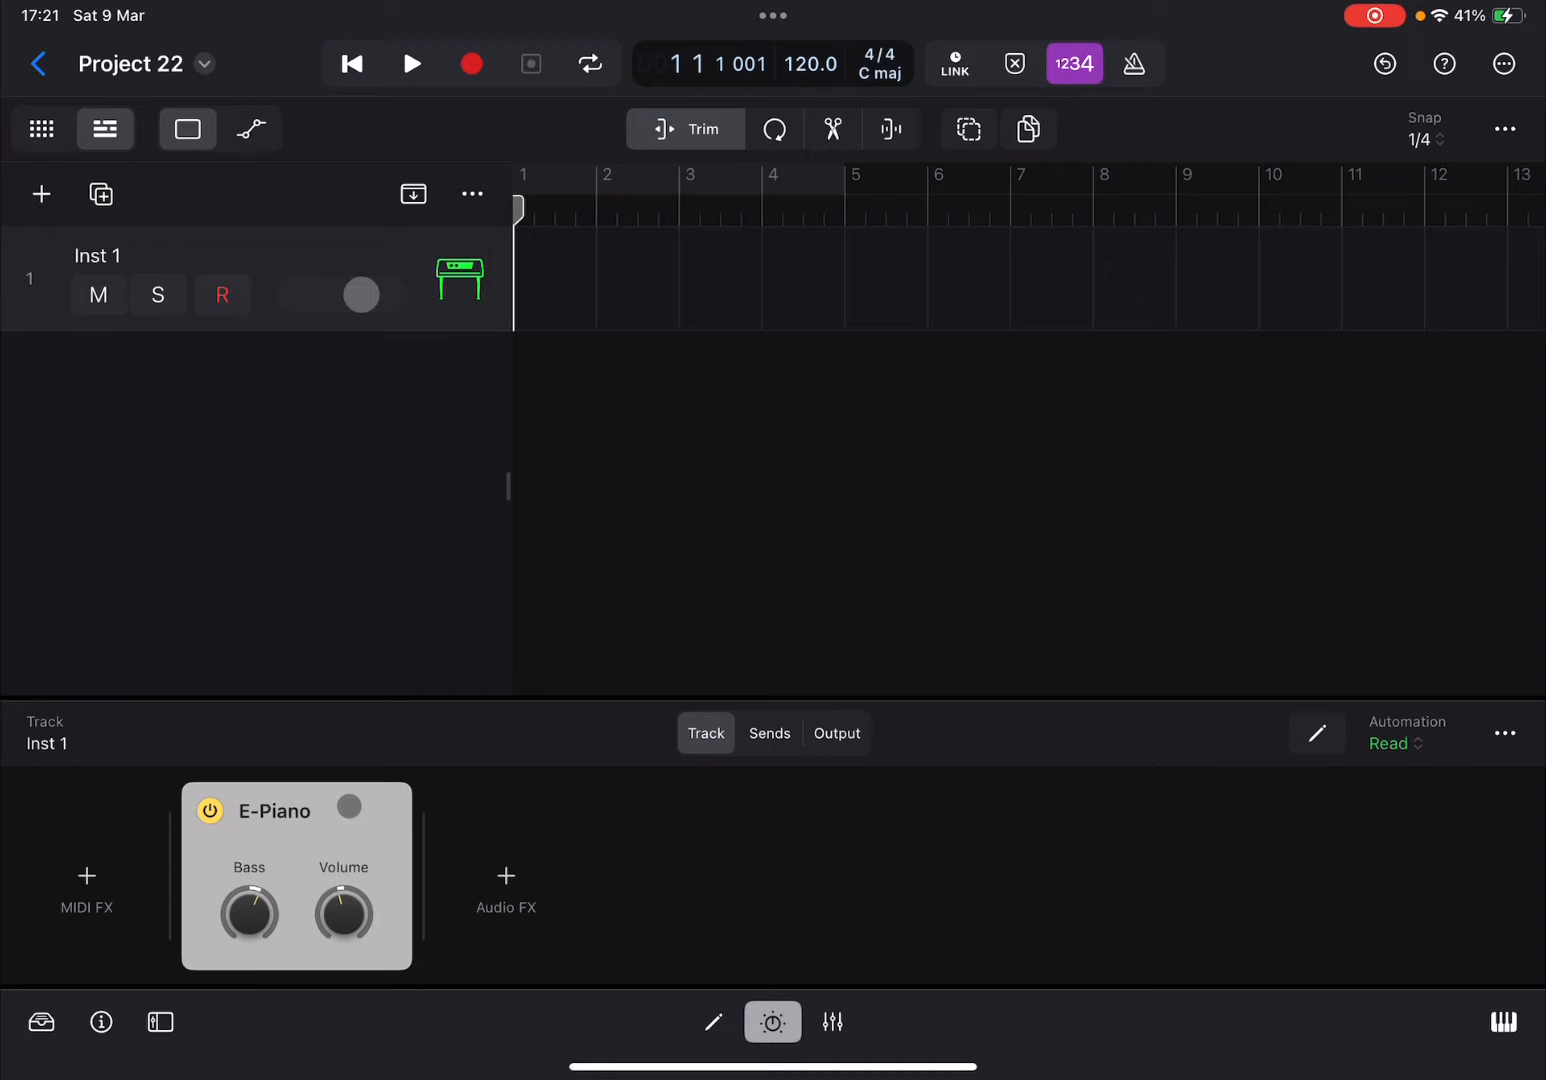 17:21 Sat 9 Mar
41%
Project 22
1 1 1 001 120.0 4/4 C maj
LINK
1234
Trim
Snap
1/4
1 2 3 4 5 6 7 8 9 10 11 12 13
1
Inst 1
M S R
Track
Inst 1
Track Sends Output
Automation
Read
E-Piano
Bass Volume
MIDI FX
Audio FX